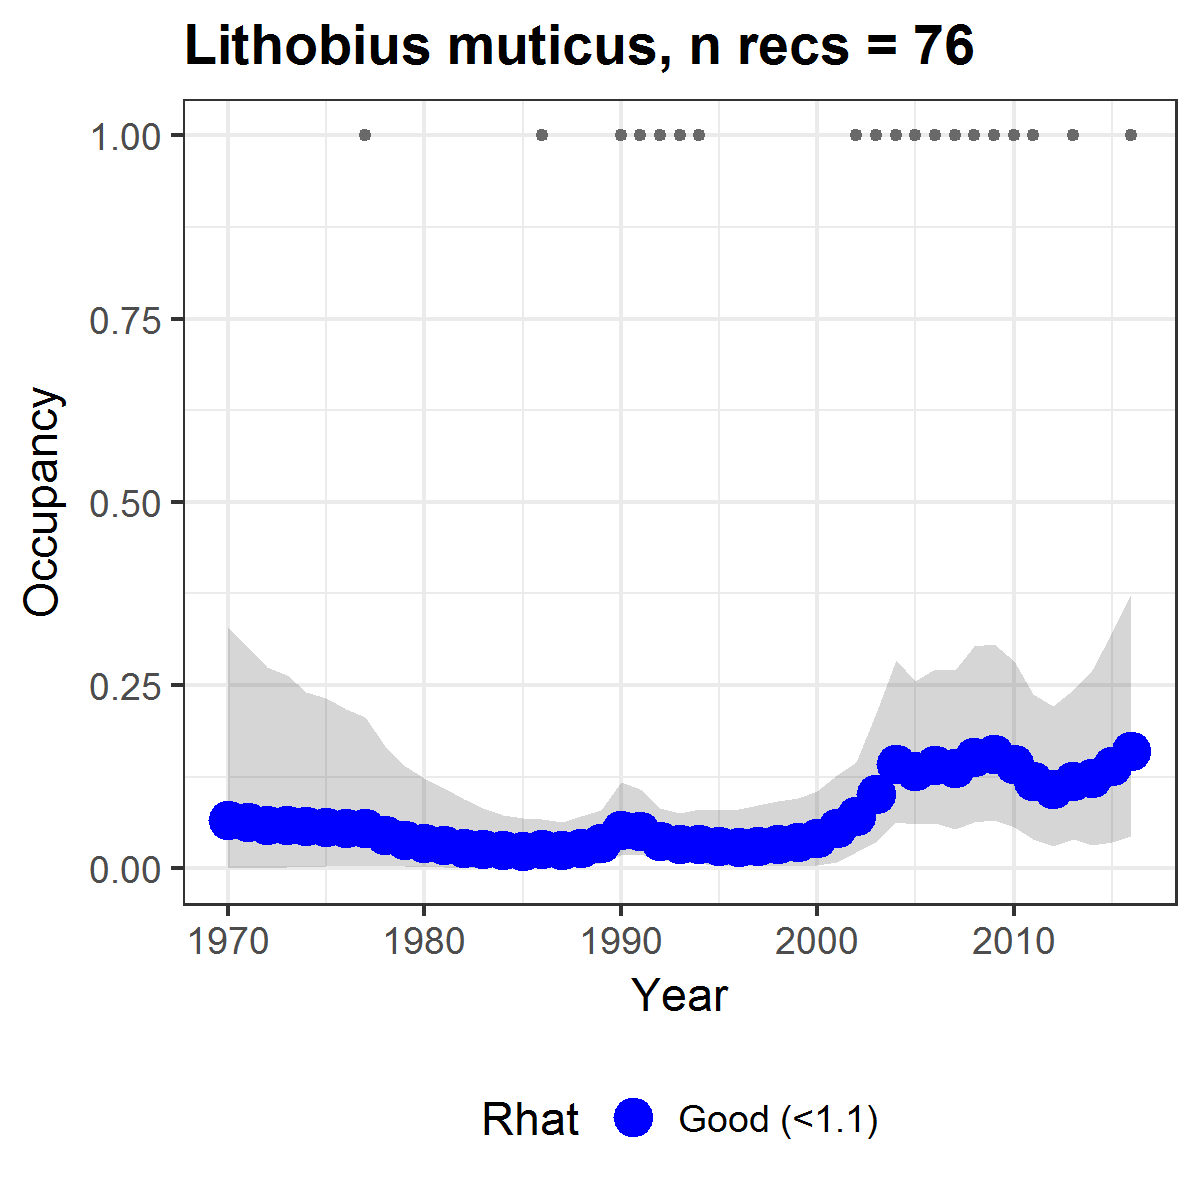 Lithobius muticus, n recs = 76
1.00
0.75
0.50
0.25
0.00
Occupancy
1970 1980 1990 2000 2010
Year
Rhat Good (<1.1)